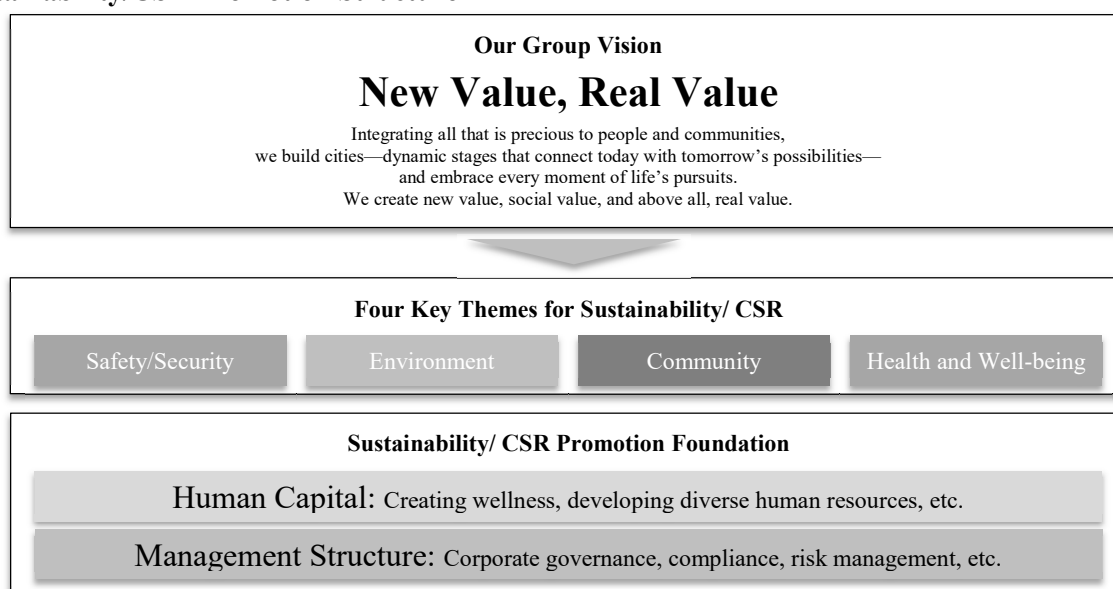 Our Group Vision
New Value, Real Value
Integrating all that is precious to people and communities,
we build cities—dynamic stages that connect today with tomorrow's possibilities—
and embrace every moment of life's pursuits.
We create new value, social value, and above all, real value.
Four Key Themes for Sustainability/ CSR
Safety/Security
Environment
Community
Health and Well-being
Sustainability/ CSR Promotion Foundation
Human Capital: Creating wellness, developing diverse human resources, etc.
Management Structure: Corporate governance, compliance, risk management, etc.